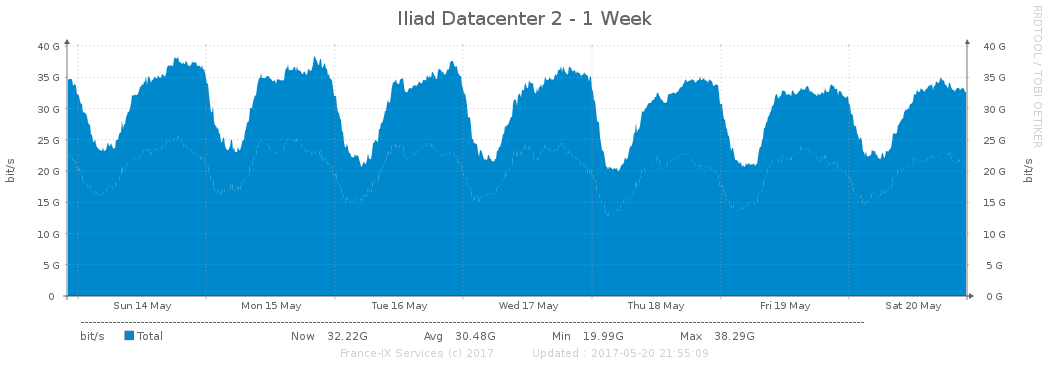 Iliad Datacenter 2 - 1 Week
RRDTOOL / TOBI OETIKER
bit/s
40 G
35 G
30 G
25 G
20 G
15 G
10 G
5 G
0
40 G
35 G
30 G
25 G
20 G
15 G
10 G
5 G
0 G
bit/s
Sun 14 May Mon 15 May Tue 16 May Wed 17 May Thu 18 May Fri 19 May Sat 20 May
bit/s Total Now 32.22G Avg 30.48G Min 19.99G Max 38.29G
France-IX Services (c) 2017 Updated : 2017-05-20 21:55:09